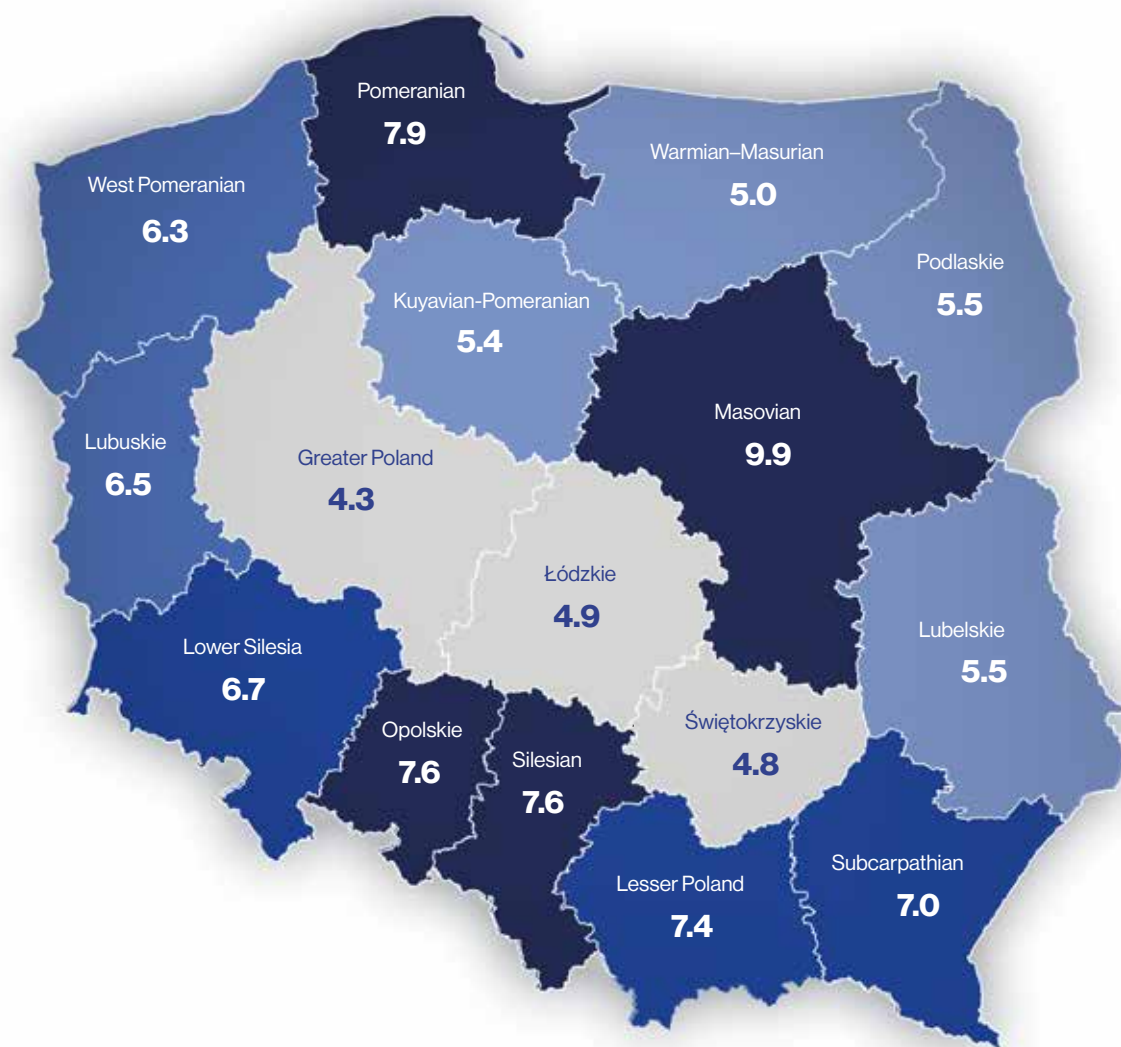 Pomeranian
7.9
Warmian–Masurian
5.0
West Pomeranian
6.3
Podlaskie
5.5
Kuyavian-Pomeranian
5.4
Masovian
9.9
Lubuskie
6.5
Greater Poland
4.3
Łódzkie
4.9
Lubelskie
5.5
Lower Silesia
6.7
Świętokrzyskie
4.8
Opolskie
7.6
Silesian
7.6
Subcarpathian
7.0
Lesser Poland
7.4